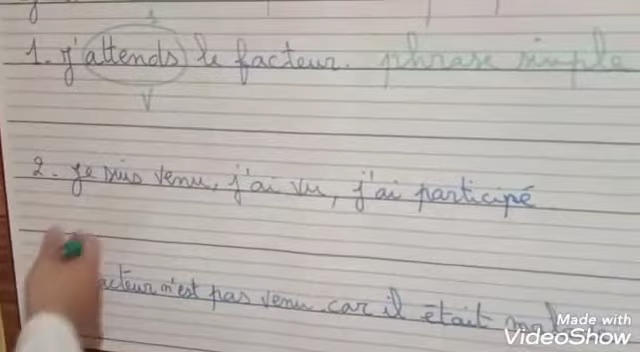 1. j'attends le facteur. phrase simple
V
2. je suis venu, j'ai vu, j'ai participé
facteur n'est pas venu car il était
Made with
VideoShow